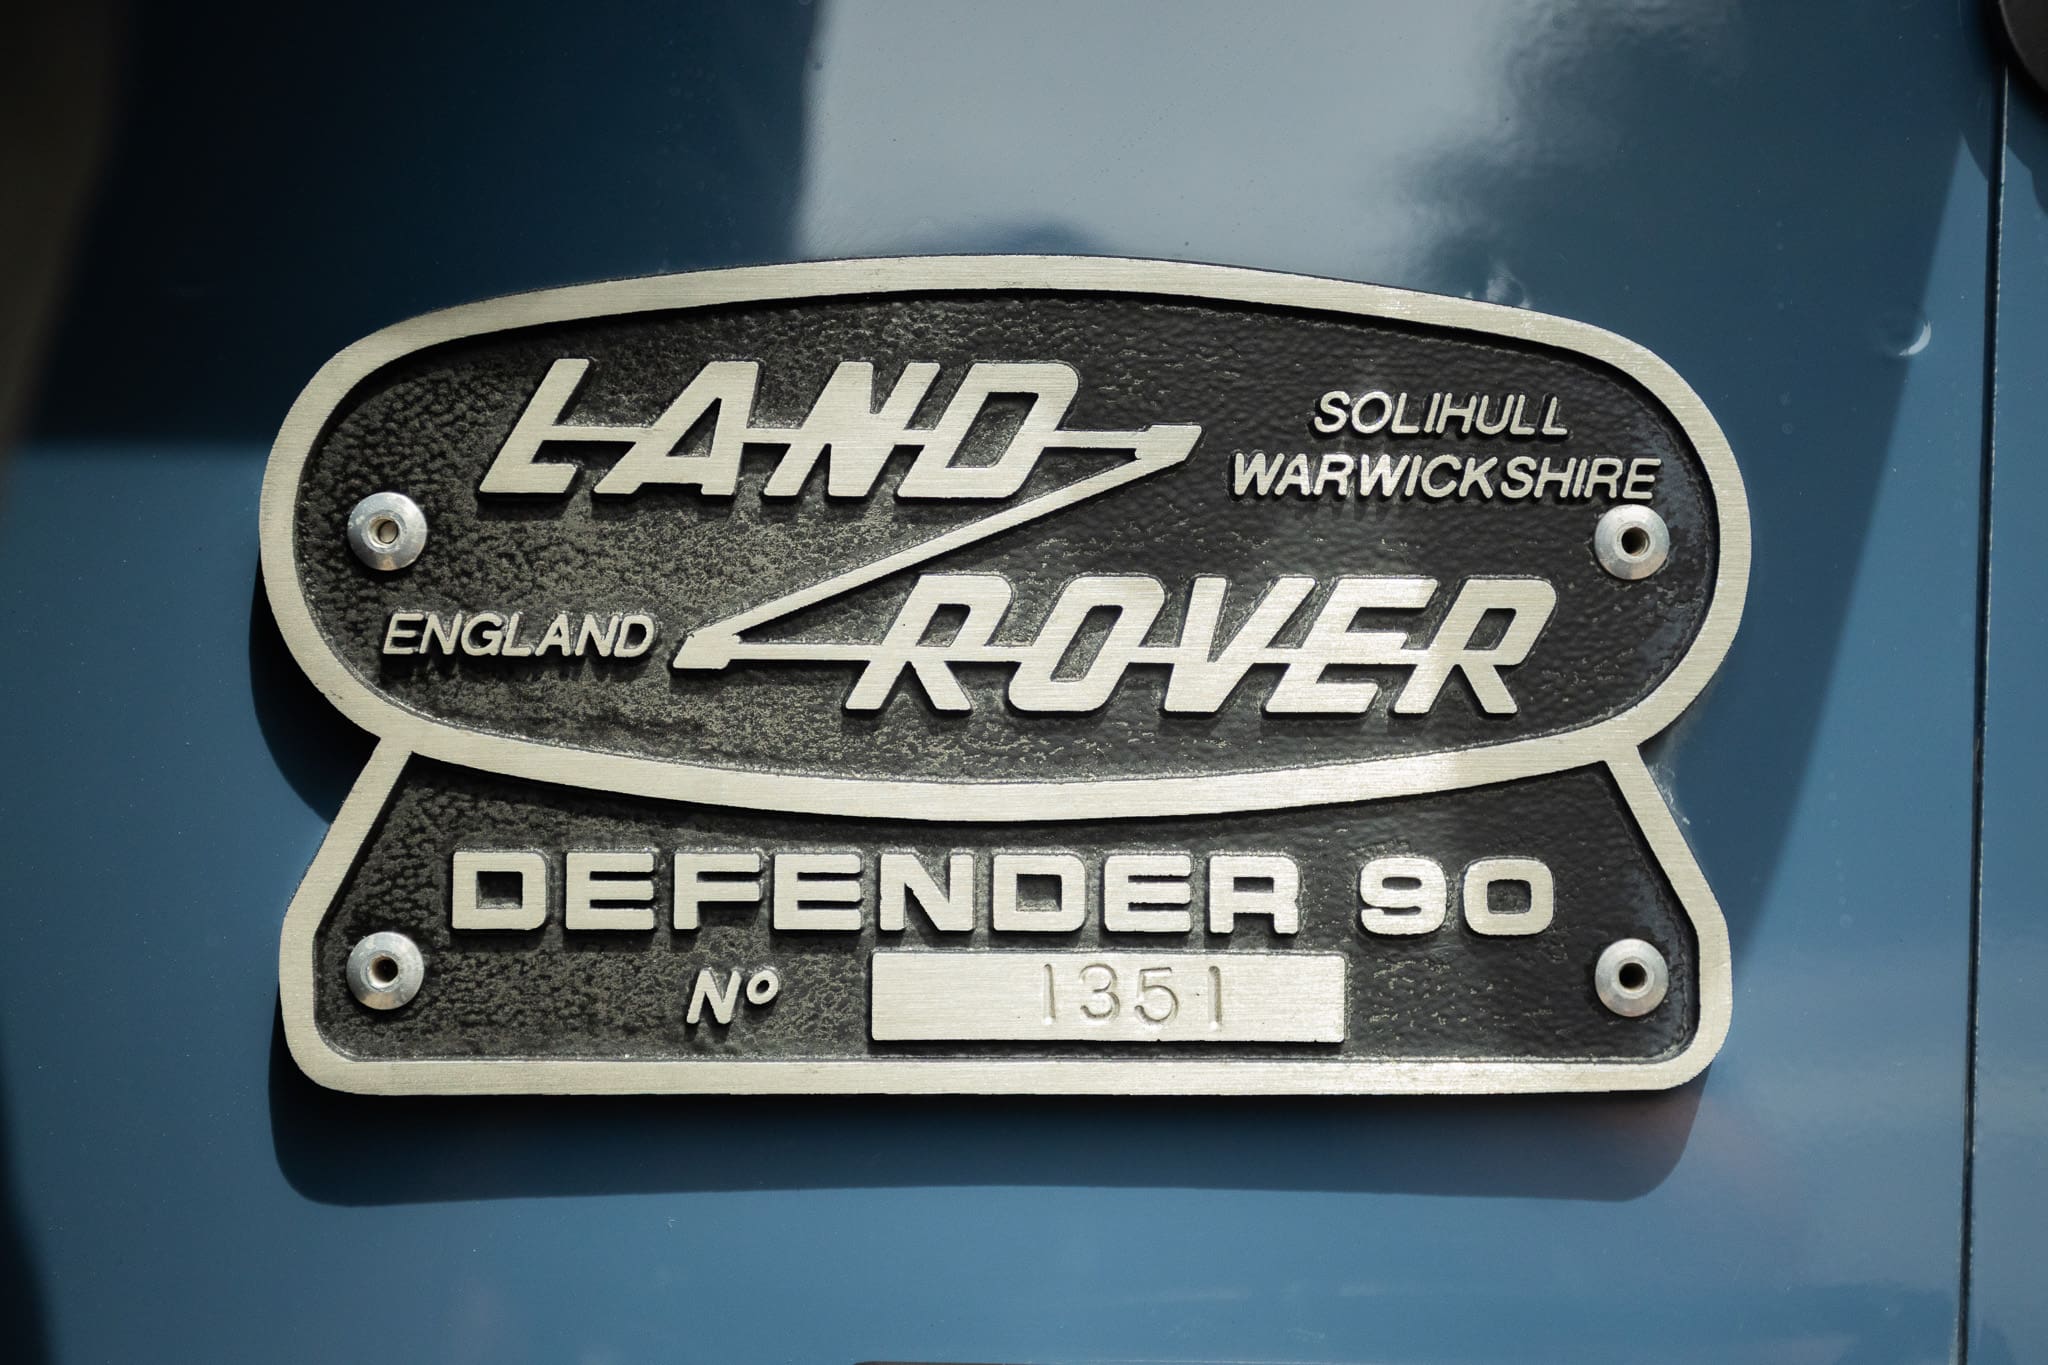 LAND
SOLIHULL
WARWICKSHIRE
ENGLAND
ROVER
DEFENDER 90
Nº 1351